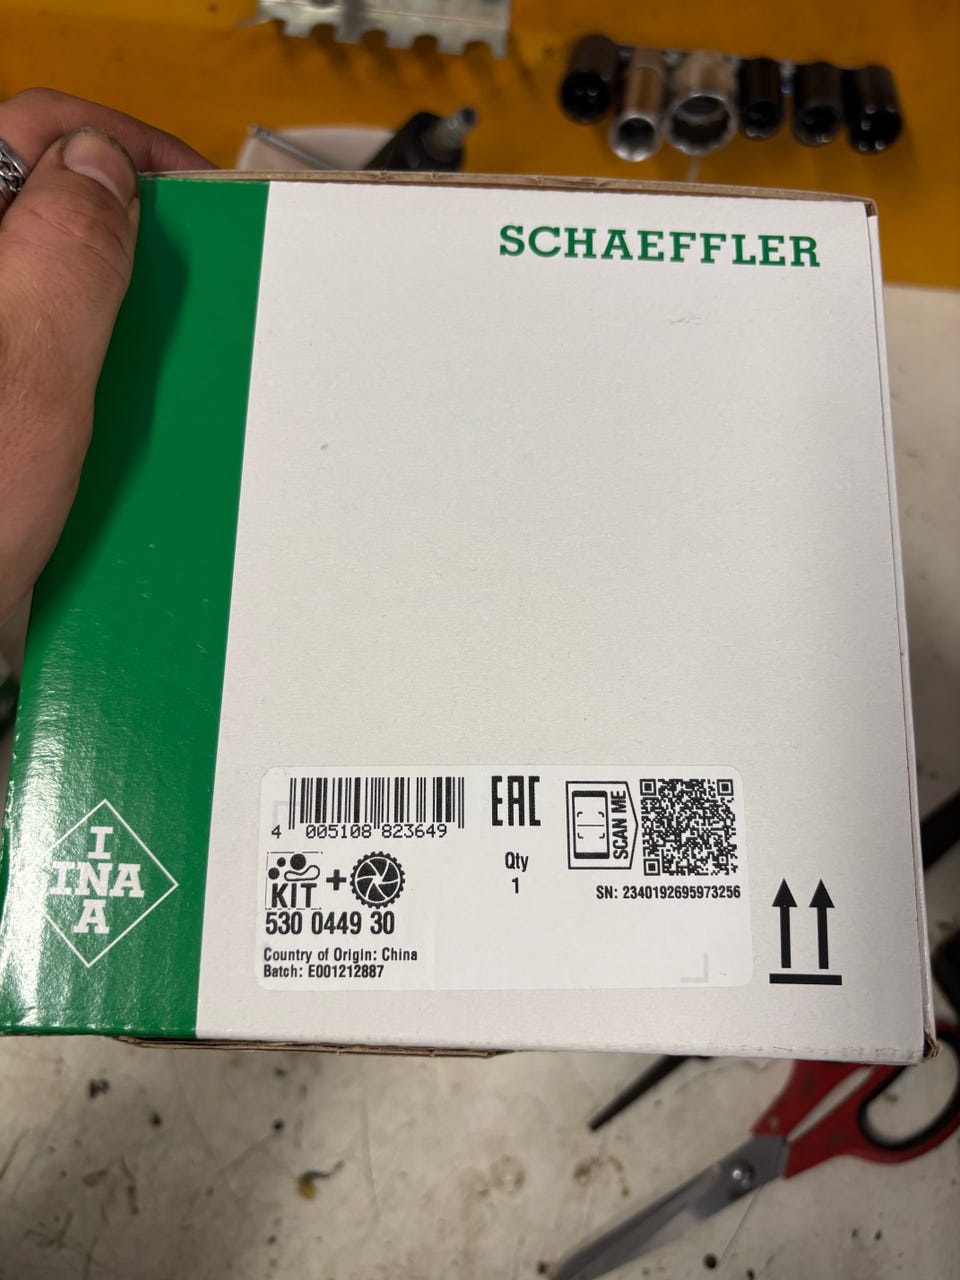 SCHAEFFLER
I
INA
A
4 005108 823649
EAC
SCAN ME
KIT +
Qty
1
530 0449 30
SN: 2340192695973256
Country of Origin: China
Batch: E001212887